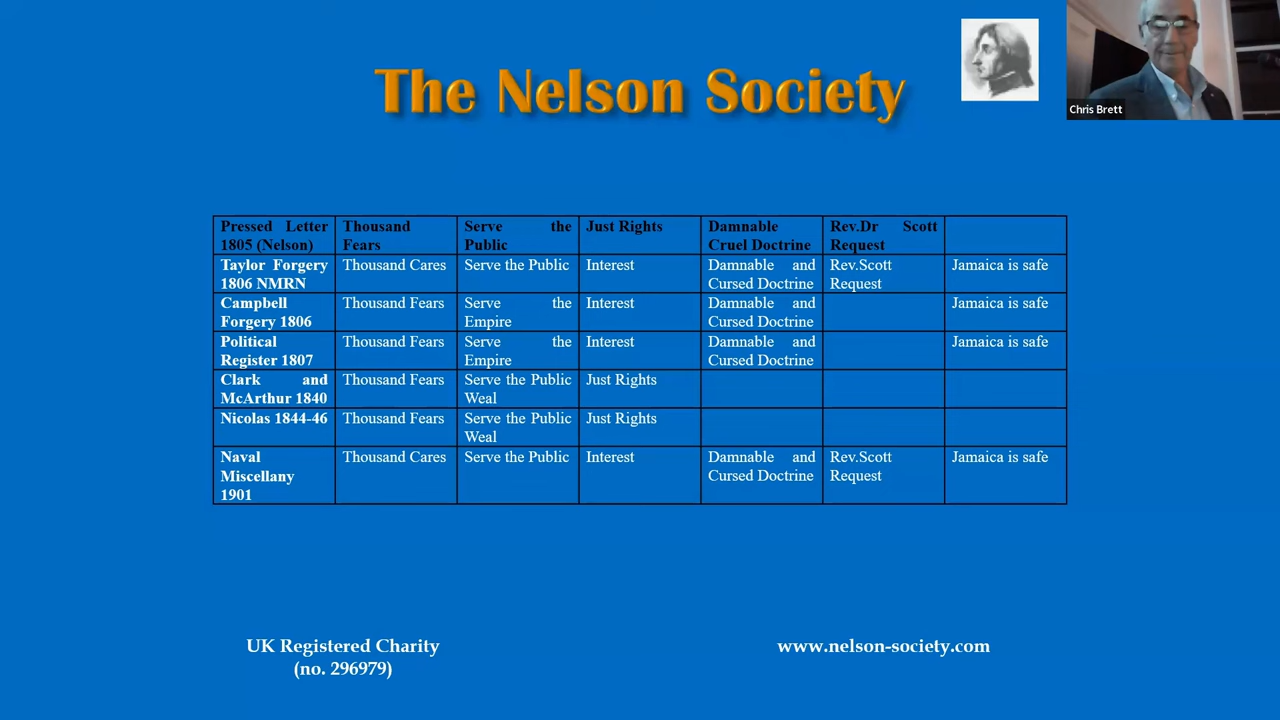 The Nelson Society
Chris Brett
Pressed Letter 1805 (Nelson) Thousand Fears Serve the Public Just Rights Damnable Cruel Doctrine Rev.Dr Scott Request
Taylor Forgery 1806 NMRN Thousand Cares Serve the Public Interest Damnable and Cursed Doctrine Rev.Scott Request Jamaica is safe
Campbell Forgery 1806 Thousand Fears Serve the Empire Interest Damnable and Cursed Doctrine Jamaica is safe
Political Register 1807 Thousand Fears Serve the Empire Interest Damnable and Cursed Doctrine Jamaica is safe
Clark and McArthur 1840 Thousand Fears Serve the Public Weal Just Rights
Nicolas 1844-46 Thousand Fears Serve the Public Weal Just Rights
Naval Miscellany 1901 Thousand Cares Serve the Public Interest Damnable and Cursed Doctrine Rev.Scott Request Jamaica is safe
UK Registered Charity
(no. 296979)
www.nelson-society.com